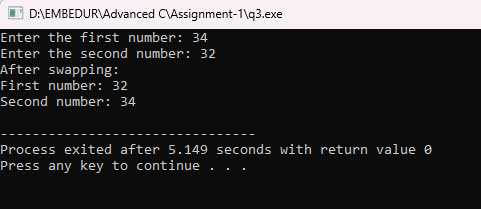 D:\EMBEDUR\Advanced C\Assignment-1\q3.exe
Enter the first number: 34
Enter the second number: 32
After swapping:
First number: 32
Second number: 34
--------------------------------
Process exited after 5.149 seconds with return value 0
Press any key to continue . . .